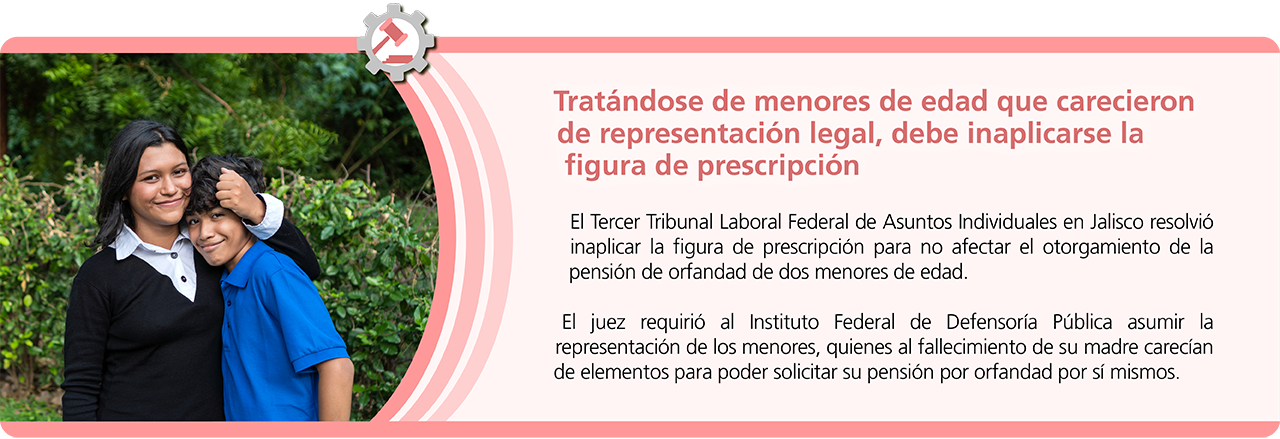 Tratándose de menores de edad que carecieron
de representación legal, debe inaplicarse la
figura de prescripción
El Tercer Tribunal Laboral Federal de Asuntos Individuales en Jalisco resolvió
inaplicar la figura de prescripción para no afectar el otorgamiento de la
pensión de orfandad de dos menores de edad.
El juez requirió al Instituto Federal de Defensoría Pública asumir la
representación de los menores, quienes al fallecimiento de su madre carecían
de elementos para poder solicitar su pensión por orfandad por sí mismos.